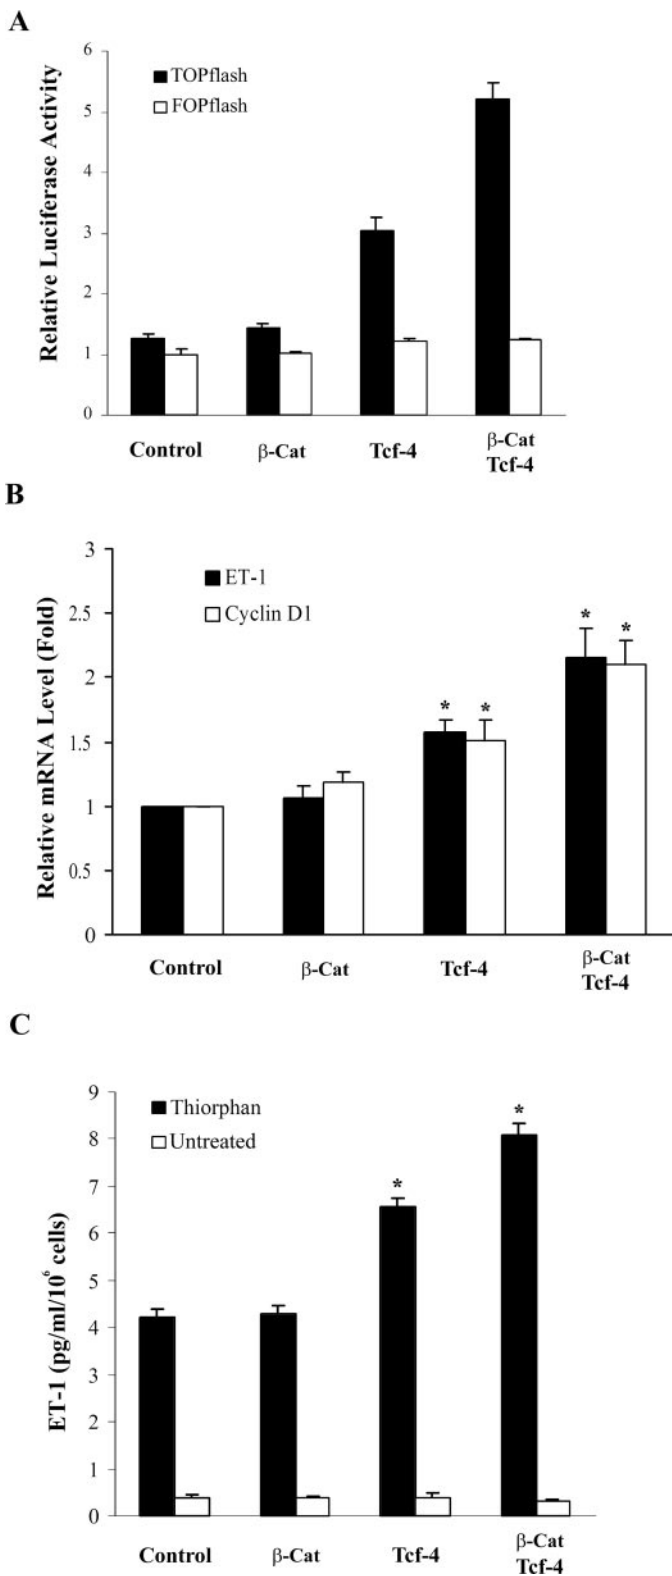 A
Relative Luciferase Activity
6
5
4
3
2
1
0
TOPflash
FOPflash
Control
β-Cat
Tcf-4
β-Cat
Tcf-4
B
Relative mRNA Level (Fold)
3
2.5
2
1.5
1
0.5
0
ET-1
Cyclin D1
* *
* *
Control
β-Cat
Tcf-4
β-Cat
Tcf-4
C
ET-1 (pg/ml/10⁶ cells)
9
8
7
6
5
4
3
2
1
0
Thiorphan
Untreated
*
*
Control
β-Cat
Tcf-4
β-Cat
Tcf-4